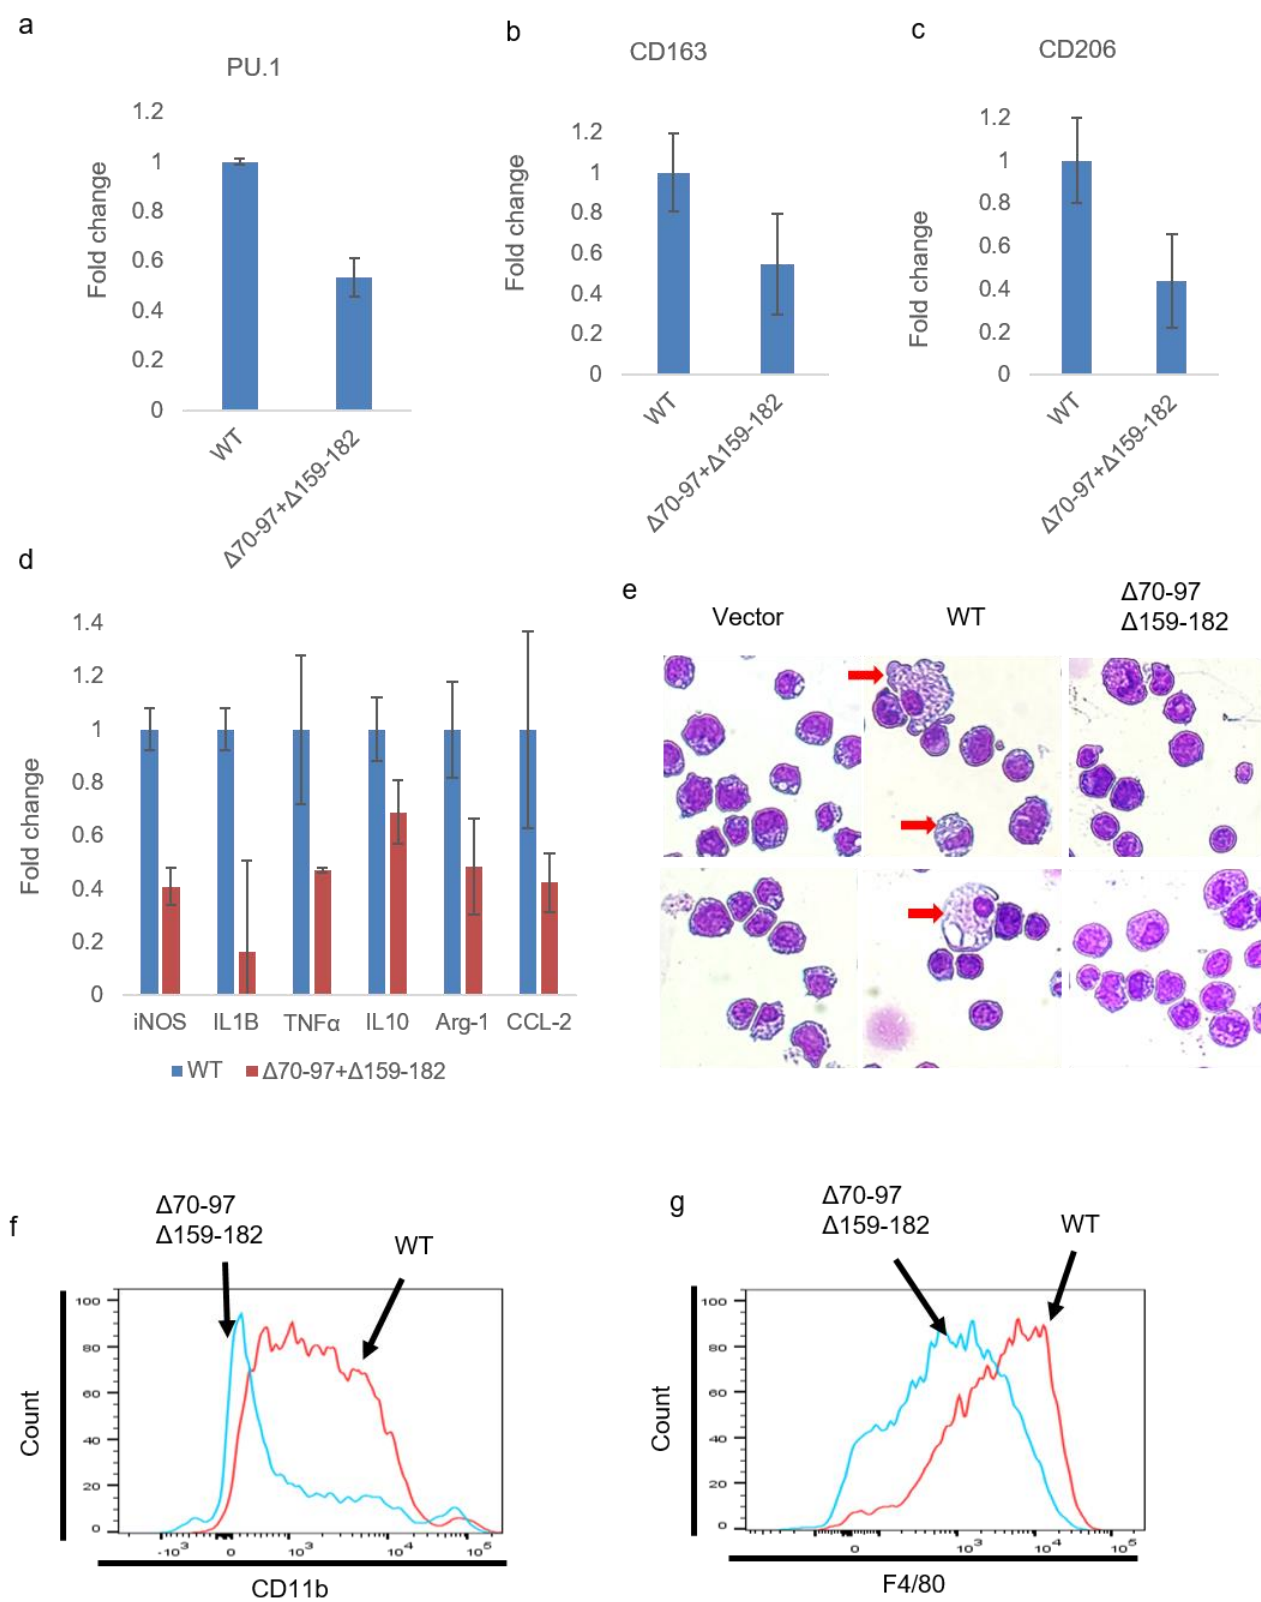 a
PU.1
Fold change
1.2
1
0.8
0.6
0.4
0.2
0
WT
Δ70-97+Δ159-182
b
CD163
Fold change
1.2
1
0.8
0.6
0.4
0.2
0
WT
Δ70-97+Δ159-182
c
CD206
Fold change
1.2
1
0.8
0.6
0.4
0.2
0
WT
Δ70-97+Δ159-182
d
Fold change
1.4
1.2
1
0.8
0.6
0.4
0.2
0
iNOS IL1B TNFα IL10 Arg-1 CCL-2
WT Δ70-97+Δ159-182
e
Vector
WT
Δ70-97
Δ159-182
f
Δ70-97
Δ159-182
WT
Count
100
80
60
40
20
0
-10³ 0 10³ 10⁴ 10⁵
CD11b
g
Δ70-97
Δ159-182
WT
Count
100
80
60
40
20
0
0 10³ 10⁴ 10⁵
F4/80